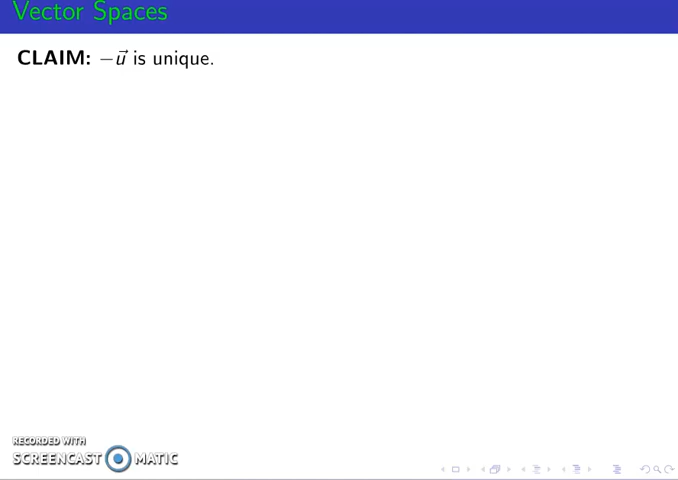 Vector Spaces
CLAIM: −u⃗ is unique.
RECORDED WITH
SCREENCAST MATIC